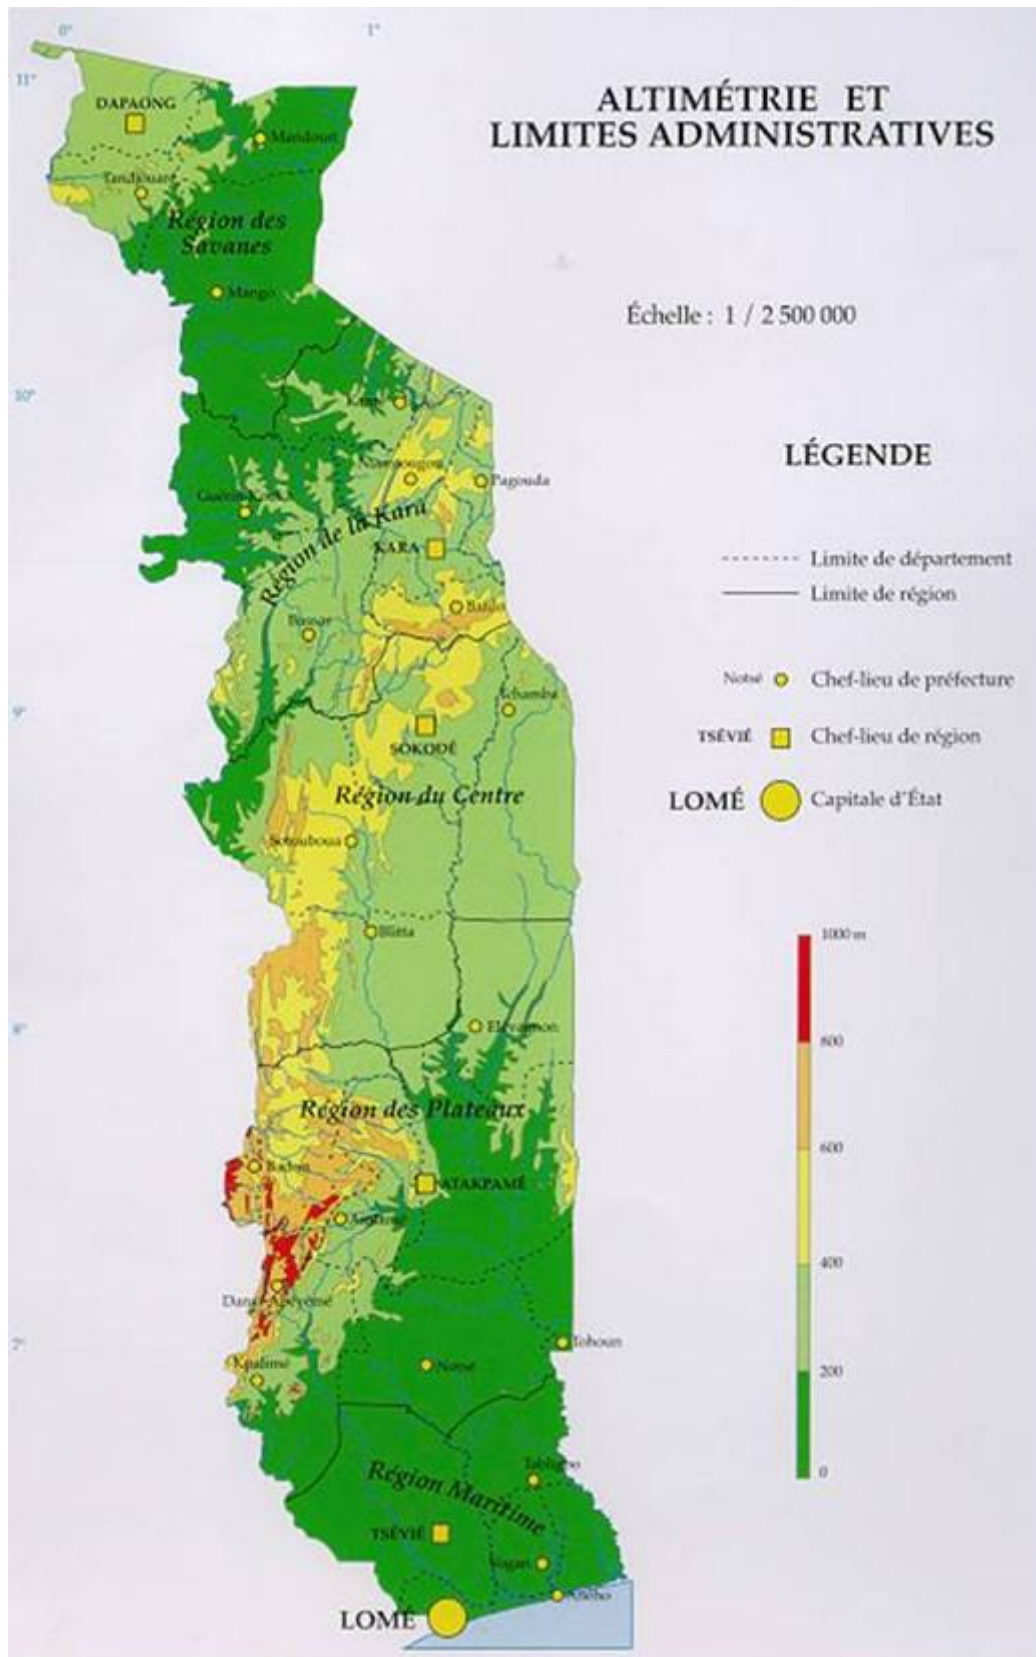 0°
1°
11°
ALTIMÉTRIE ET
LIMITES ADMINISTRATIVES
DAPAONG
Mandouri
Tandjouaré
Région des
Savanes
Mango
Échelle : 1 / 2 500 000
10°
LÉGENDE
Niamtougou
Pagouda
Région de la Kara
KARA
Limite de département
Limite de région
Bafilo
Bassar
Notsé
Chef-lieu de préfecture
Tchamba
9°
TSÉVIÉ
Chef-lieu de région
SOKODÉ
LOMÉ
Capitale d'État
Région du Centre
Sotouboua
Blitta
1000 m
8°
800
Région des Plateaux
600
Badou
ATAKPAMÉ
Amlamé
400
7°
Tohoun
Kpalimé
Notsé
200
Tabligbo
0
Région Maritime
TSÉVIÉ
Vogan
Aného
LOMÉ